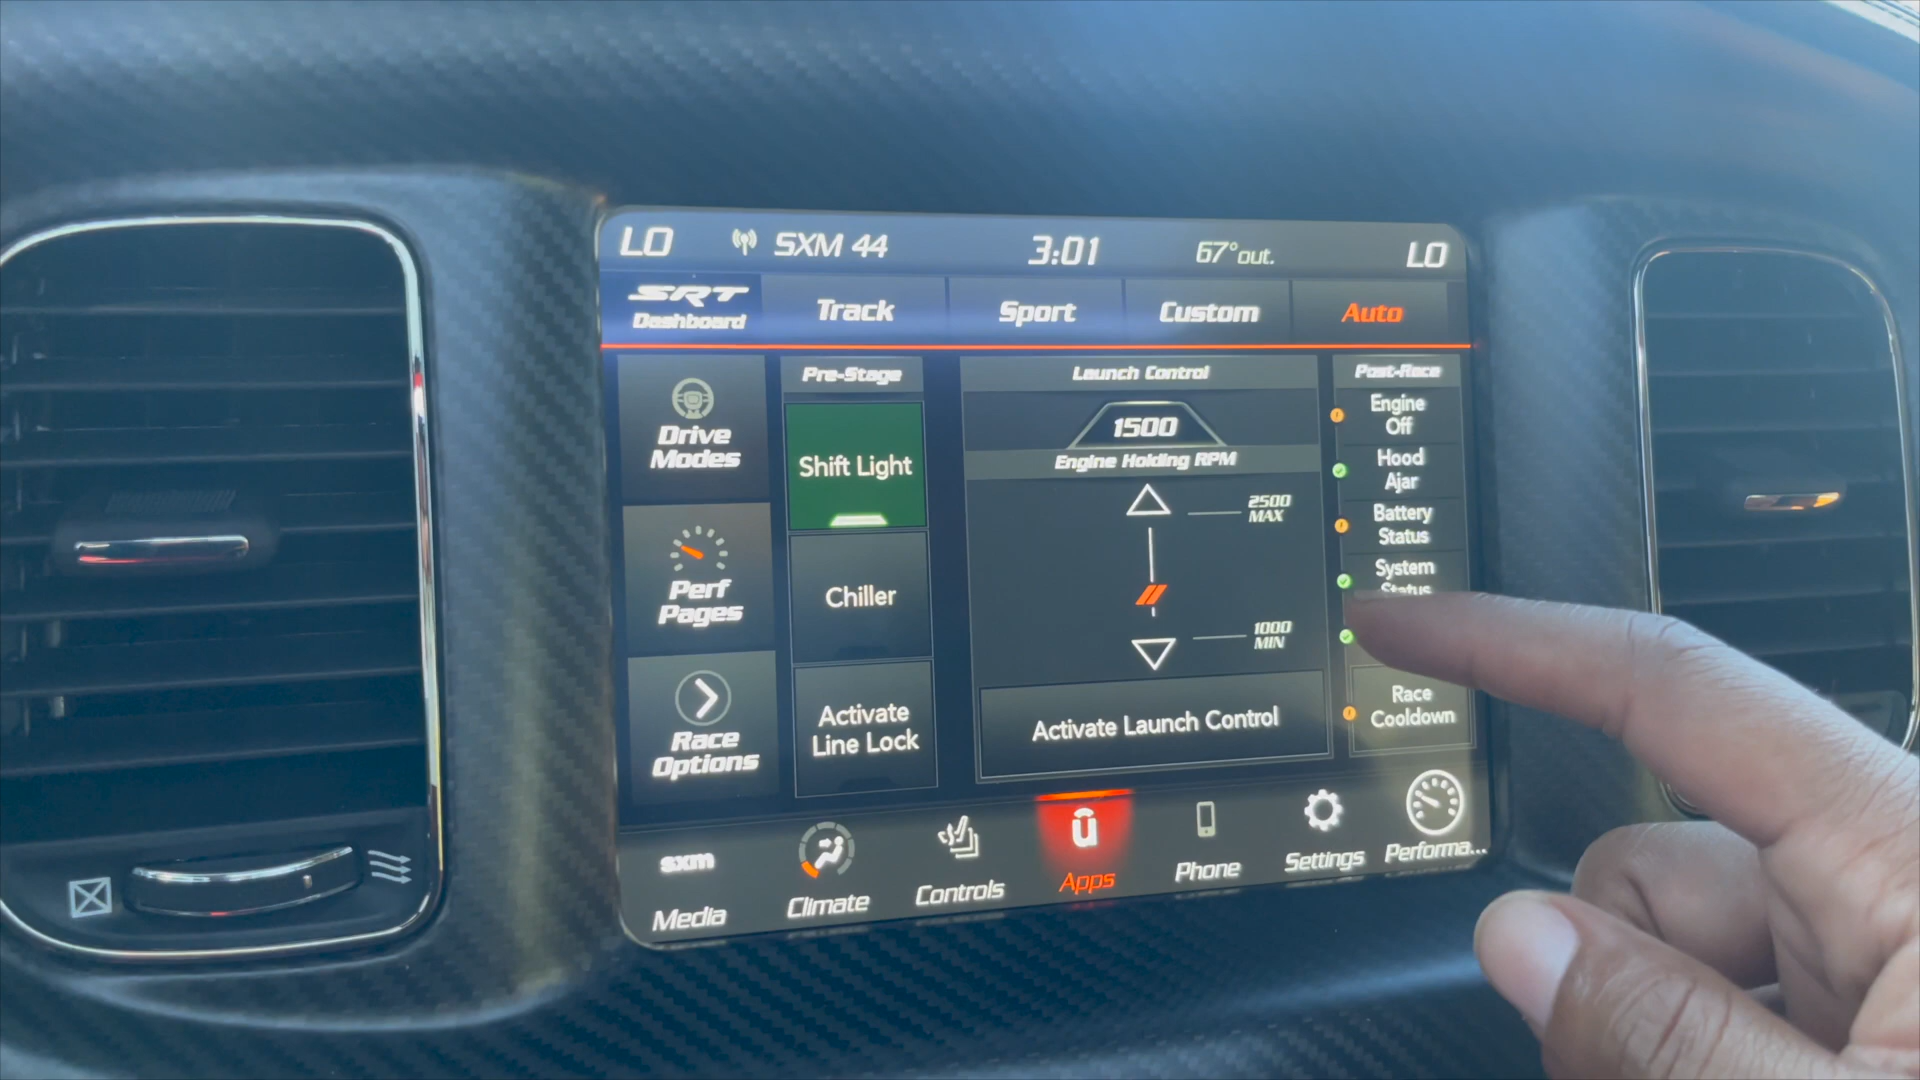 LO SXM 44 3:01 67° out. LO
SRT
Dashboard
Track Sport Custom Auto
Drive
Modes
Perf
Pages
Race
Options
Pre-Stage
Shift Light
Chiller
Activate
Line Lock
Launch Control
1500
Engine Holding RPM
2500
MAX
1000
MIN
Activate Launch Control
Post-Race
Engine
Off
Hood
Ajar
Battery
Status
System
Status
Race
Cooldown
sxm
Media
Climate
Controls
û
Apps
Phone
Settings
Performa...